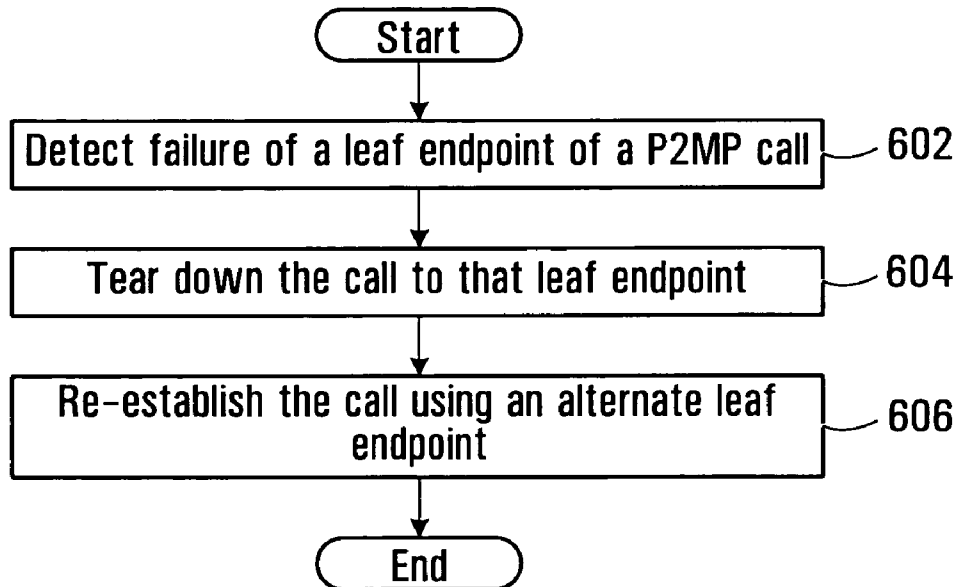 Start
Detect failure of a leaf endpoint of a P2MP call
602
Tear down the call to that leaf endpoint
604
Re-establish the call using an alternate leaf
endpoint
606
End